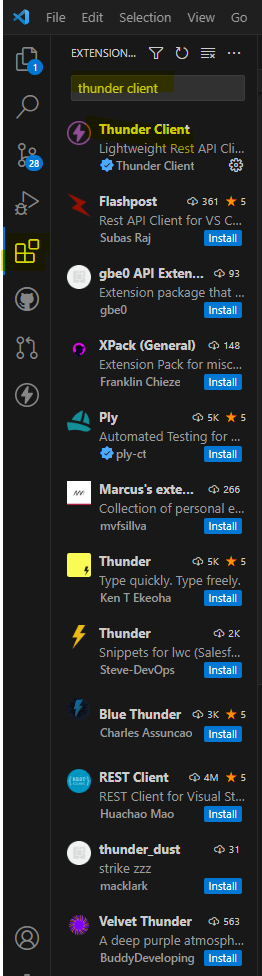 File Edit Selection View Go
EXTENSION... ...
1
thunder client
28
Thunder Client
Lightweight Rest API Cli...
Thunder Client
Flashpost 361 5
Rest API Client for VS C...
Subas Raj Install
gbe0 API Exten... 93
Extension package that ...
gbe0 Install
XPack (General) 148
Extension Pack for misc...
Franklin Chieze Install
Ply 5K 5
Automated Testing for ...
ply-ct Install
Marcus's exte... 266
Collection of personal e...
mvfsillva Install
Thunder 5K 5
Type quickly. Type freely.
Ken T Ekeoha Install
Thunder 2K
Snippets for lwc (Salesf...
Steve-DevOps Install
Blue Thunder 3K 5
Charles Assuncao Install
REST Client 4M 5
REST Client for Visual St...
Huachao Mao Install
thunder_dust 31
strike zzz
macklark Install
Velvet Thunder 563
A deep purple atmosph...
BuddyDeveloping Install